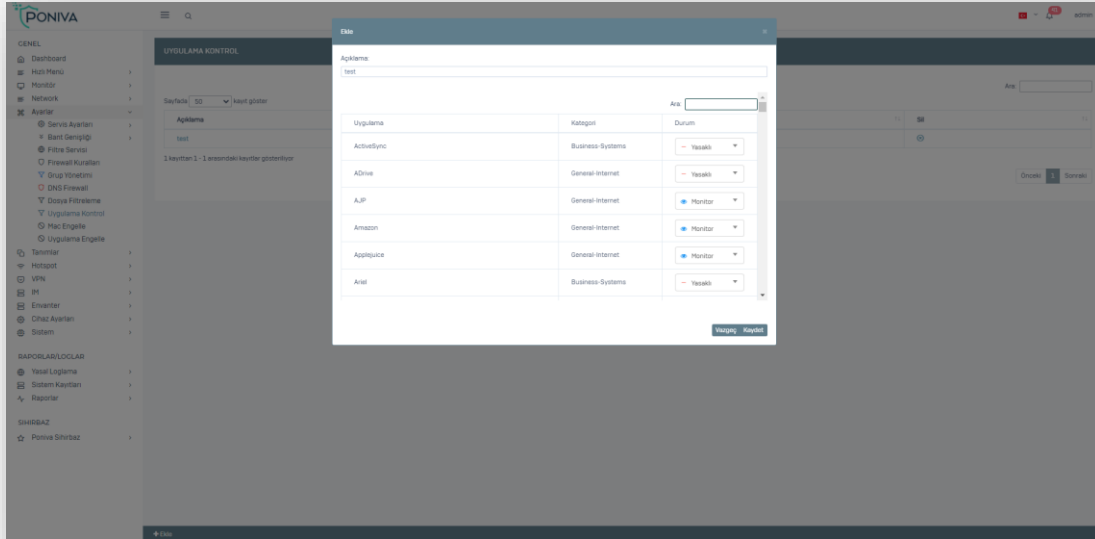 PONIVA
10
admin
GENEL
Dashboard
Hızlı Menü
Monitör
Network
Ayarlar
Servis Ayarları
Bant Genişliği
Filtre Servisi
Firewall Kuralları
Grup Yönetimi
DNS Firewall
Dosya Filtreleme
Uygulama Kontrol
Mac Engelle
Uygulama Engelle
Tanımlar
Hotspot
VPN
IM
Envanter
Cihaz Ayarları
Sistem
RAPORLAR/LOGLAR
Yasal Loglama
Sistem Kayıtları
Raporlar
SİHİRBAZ
Poniva Sihirbaz
UYGULAMA KONTROL
Sayfada 50 kayıt göster
Ara:
Açıklama Sil
test
1 kayıttan 1 - 1 arasındaki kayıtlar gösteriliyor
Önceki 1 Sonraki
Ekle ×
Açıklama:
test
Ara:
Uygulama Kategori Durum
ActiveSync Business-Systems Yasaklı
ADrive General-Internet Yasaklı
AJP General-Internet Monitor
Amazon General-Internet Monitor
Applejuice General-Internet Monitor
Ariel Business-Systems Yasaklı
Vazgeç Kaydet
+ Ekle